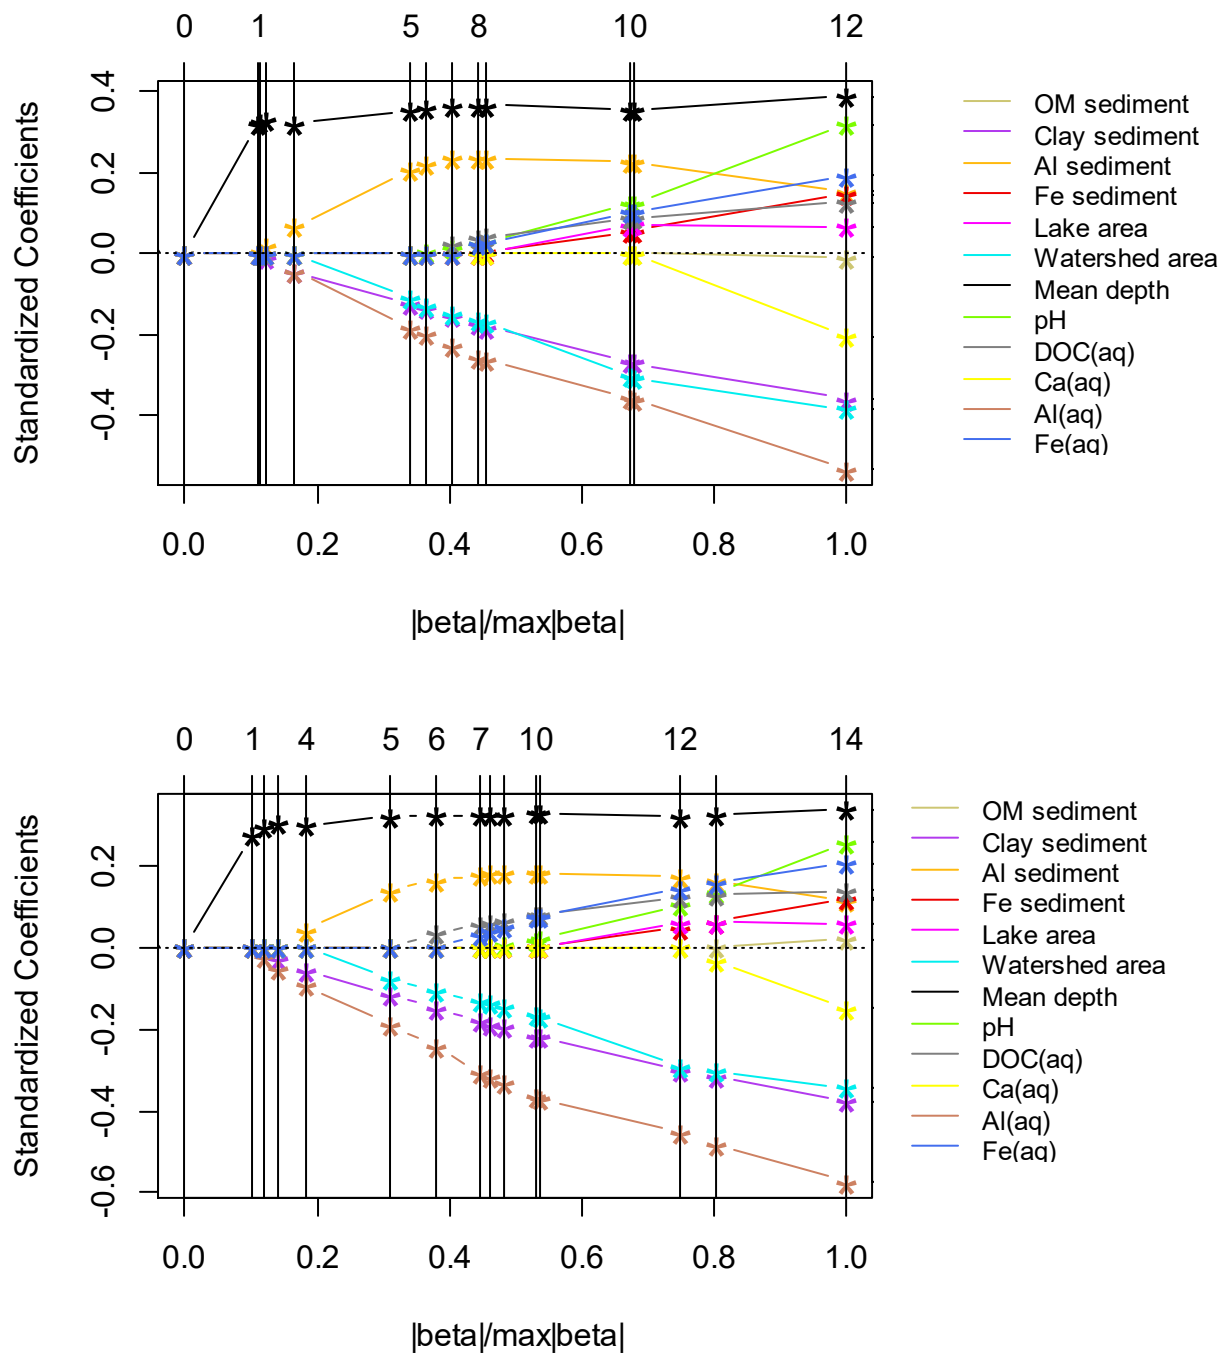 0 1 5 8 10 12
Standardized Coefficients
0.4
0.2
0.0
-0.2
-0.4
0.0 0.2 0.4 0.6 0.8 1.0
|beta|/max|beta|
OM sediment
Clay sediment
Al sediment
Fe sediment
Lake area
Watershed area
Mean depth
pH
DOC(aq)
Ca(aq)
Al(aq)
Fe(aq)
0 1 4 5 6 7 10 12 14
Standardized Coefficients
0.2
0.0
-0.2
-0.4
-0.6
0.0 0.2 0.4 0.6 0.8 1.0
|beta|/max|beta|
OM sediment
Clay sediment
Al sediment
Fe sediment
Lake area
Watershed area
Mean depth
pH
DOC(aq)
Ca(aq)
Al(aq)
Fe(aq)